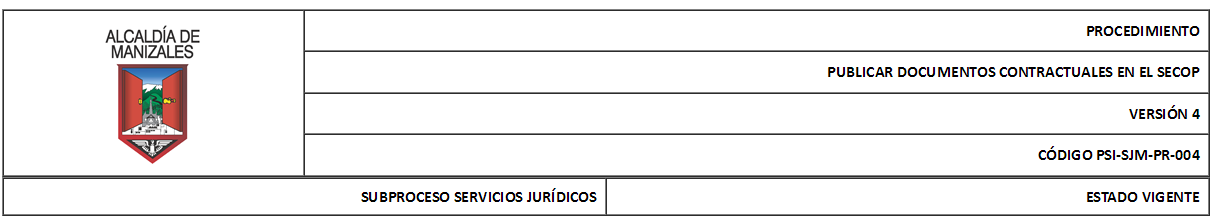 ALCALDÍA DE
MANIZALES
PROCEDIMIENTO
PUBLICAR DOCUMENTOS CONTRACTUALES EN EL SECOP
VERSIÓN 4
CÓDIGO PSI-SJM-PR-004
SUBPROCESO SERVICIOS JURÍDICOS
ESTADO VIGENTE